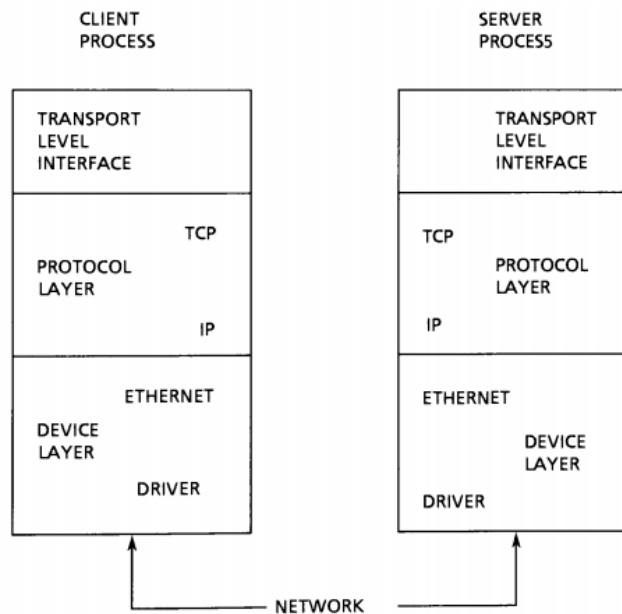 CLIENT
PROCESS
SERVER
PROCES5
TRANSPORT
LEVEL
INTERFACE
TCP
PROTOCOL
LAYER
IP
ETHERNET
DEVICE
LAYER
DRIVER
TRANSPORT
LEVEL
INTERFACE
TCP
PROTOCOL
LAYER
IP
ETHERNET
DEVICE
LAYER
DRIVER
NETWORK